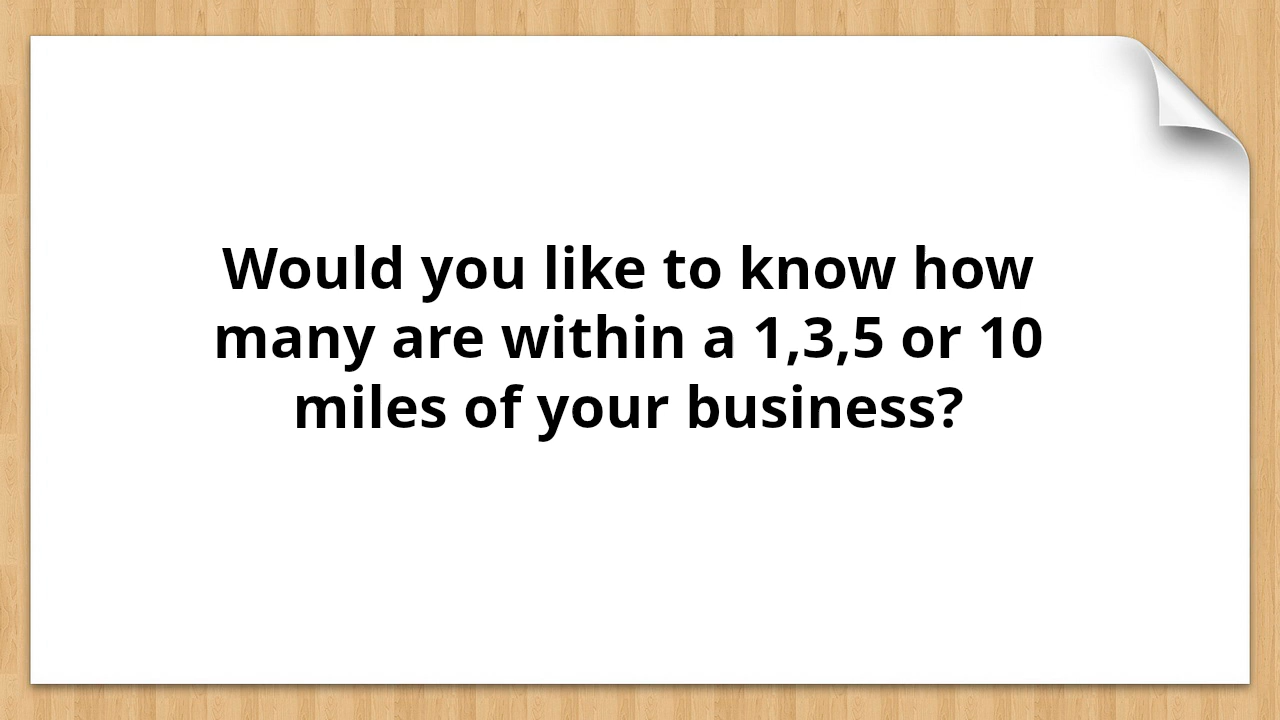 Would you like to know how
many are within a 1,3,5 or 10
miles of your business?